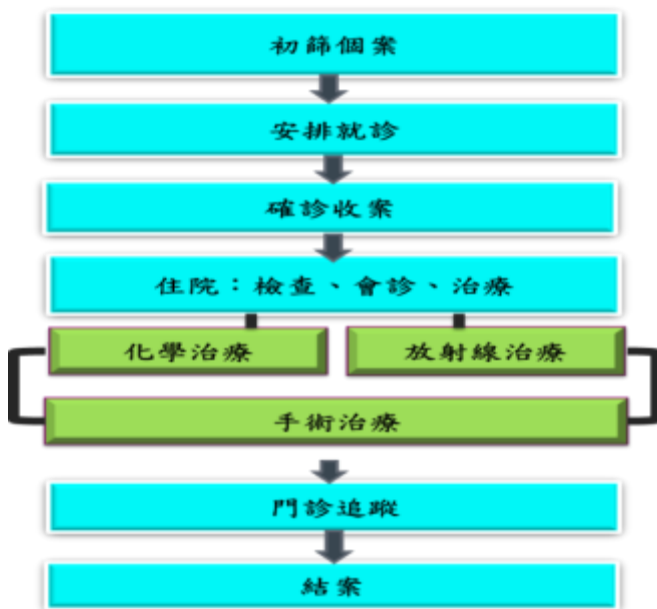 初篩個案
安排就診
確診收案
住院：檢查、會診、治療
化學治療
放射線治療
手術治療
門診追蹤
結案